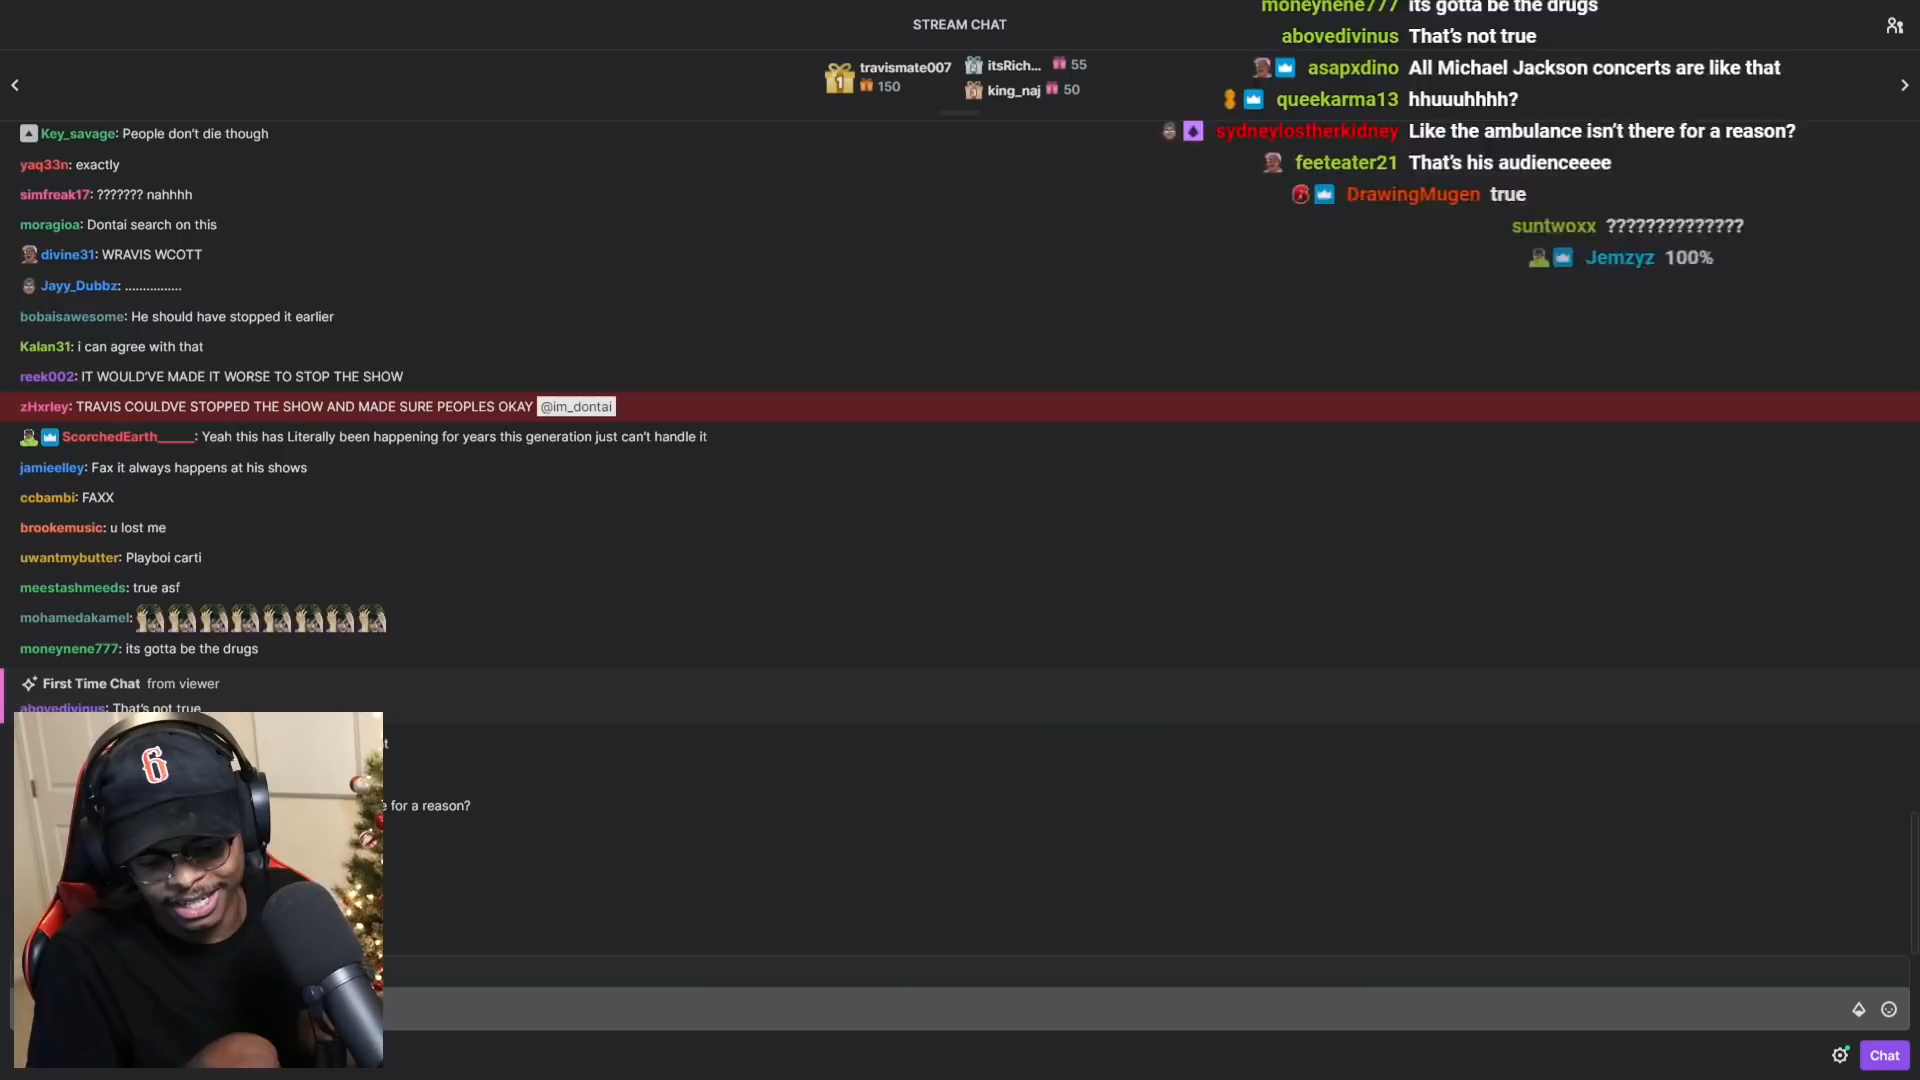 STREAM CHAT
travismate007
150
itsRich... 55
king_naj 50
Key_savage: People don't die though
yaq33n: exactly
simfreak17: ??????? nahhhh
moragioa: Dontai search on this
divine31: WRAVIS WCOTT
Jayy_Dubbz: ................
bobaisawesome: He should have stopped it earlier
Kalan31: i can agree with that
reek002: IT WOULD'VE MADE IT WORSE TO STOP THE SHOW
zHxrley: TRAVIS COULDVE STOPPED THE SHOW AND MADE SURE PEOPLES OKAY @im_dontai
ScorchedEarth_____: Yeah this has Literally been happening for years this generation just can't handle it
jamieelley: Fax it always happens at his shows
ccbambi: FAXX
brookemusic: u lost me
uwantmybutter: Playboi carti
meestashmeeds: true asf
mohamedakamel:
moneynene777: its gotta be the drugs
First Time Chat from viewer
abovedivinus: That's not true
for a reason?
Chat
moneynene777 its gotta be the drugs
abovedivinus That's not true
asapxdino All Michael Jackson concerts are like that
queekarma13 hhuuuhhhh?
sydneylostherkidney Like the ambulance isn't there for a reason?
feeteater21 That's his audienceeee
DrawingMugen true
suntwoxx ??????????????
Jemzyz 100%
6